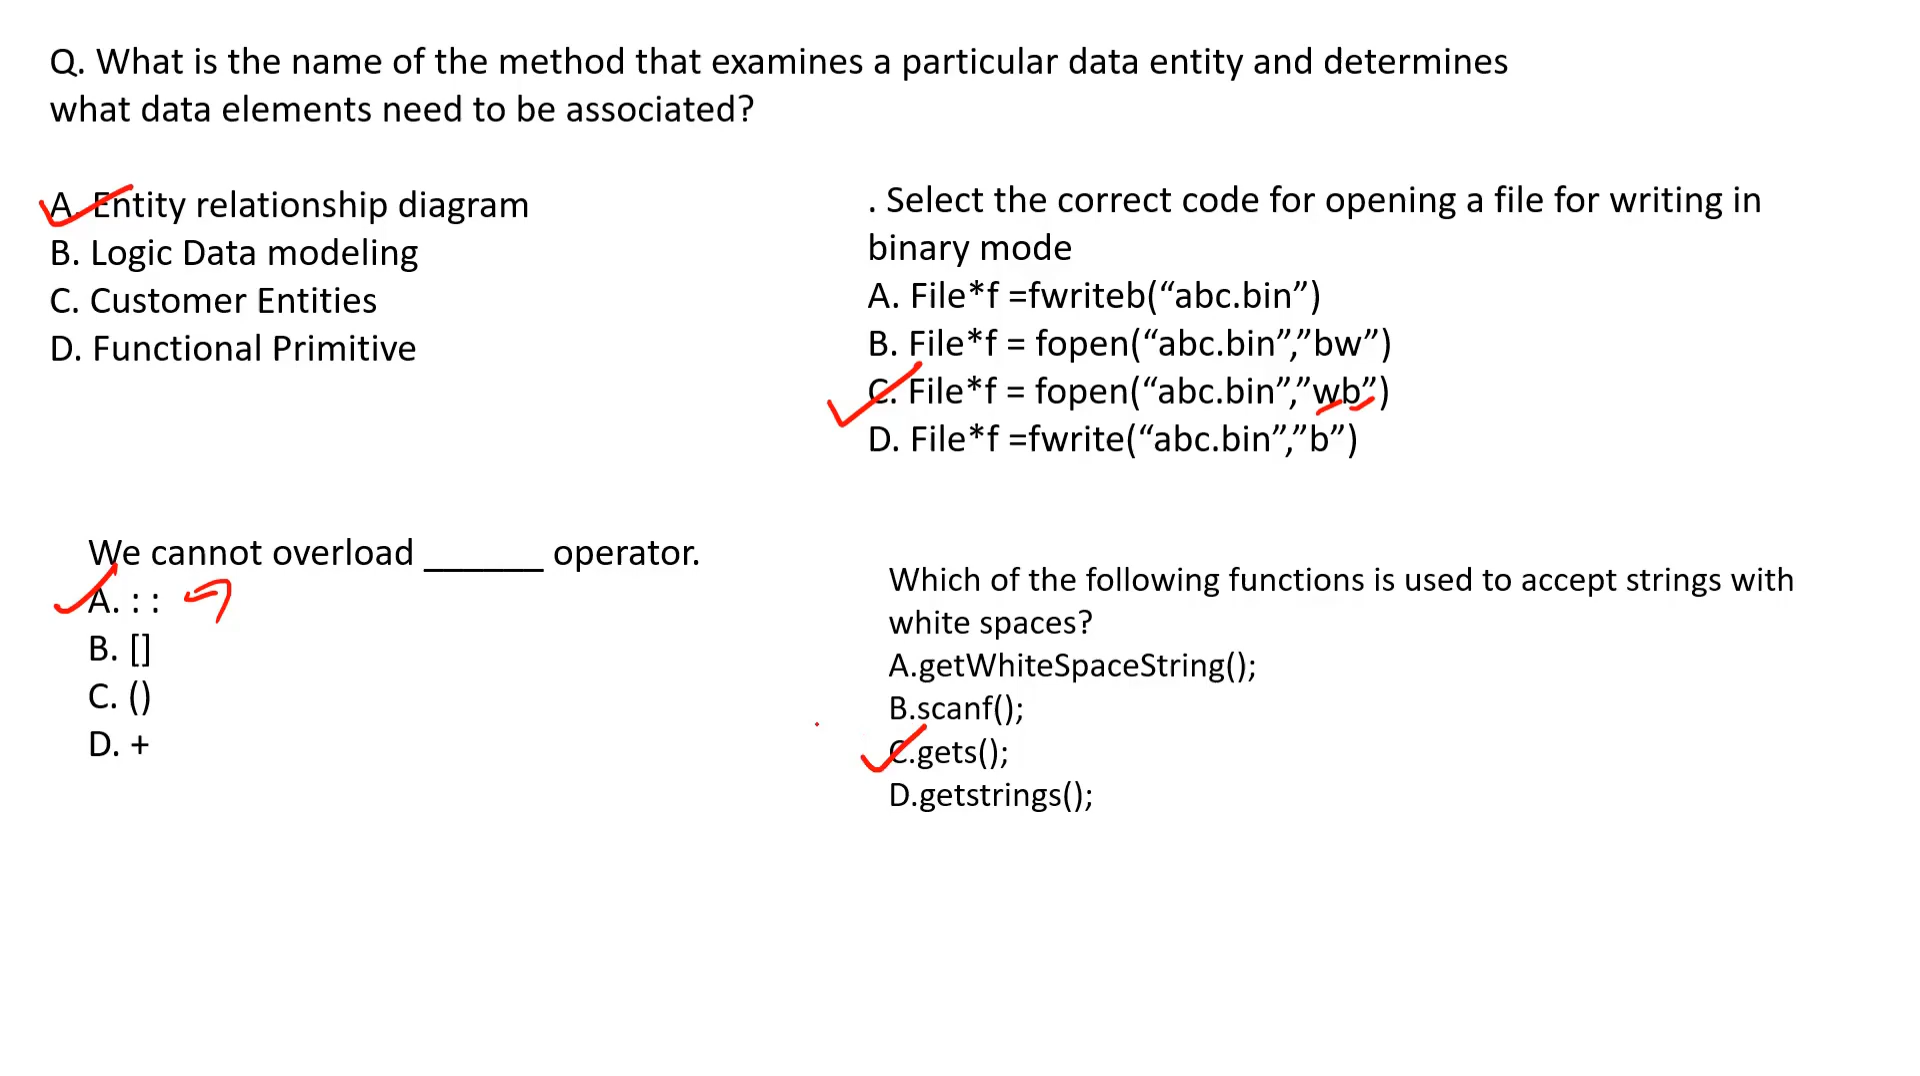 Q. What is the name of the method that examines a particular data entity and determines
what data elements need to be associated?
A. Entity relationship diagram
B. Logic Data modeling
C. Customer Entities
D. Functional Primitive
. Select the correct code for opening a file for writing in
binary mode
A. File*f =fwriteb(“abc.bin”)
B. File*f = fopen(“abc.bin”,”bw”)
C. File*f = fopen(“abc.bin”,”wb”)
D. File*f =fwrite(“abc.bin”,”b”)
We cannot overload ______ operator.
A. : :
B. []
C. ()
D. +
Which of the following functions is used to accept strings with
white spaces?
A.getWhiteSpaceString();
B.scanf();
C.gets();
D.getstrings();